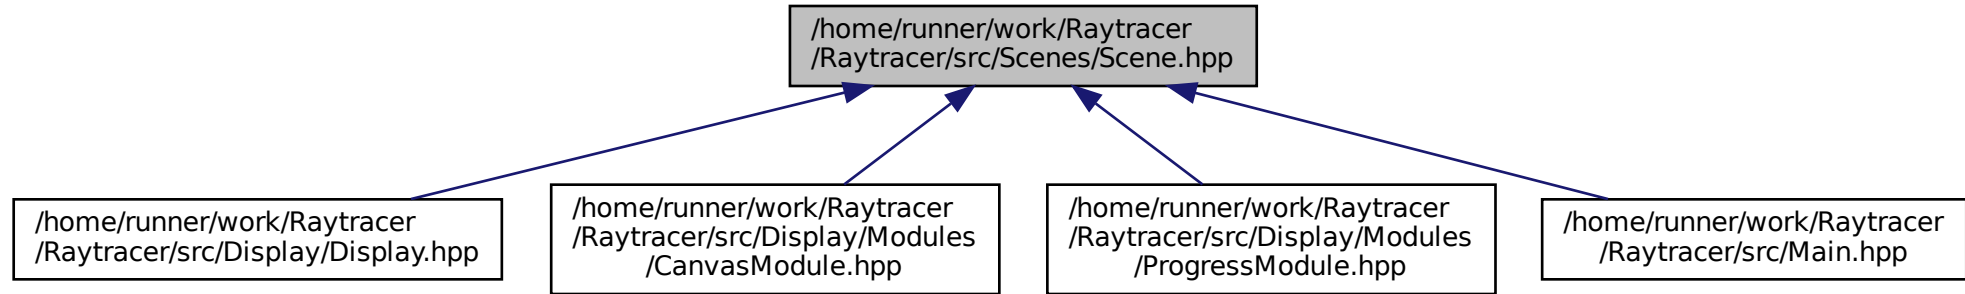 /home/runner/work/Raytracer
/Raytracer/src/Scenes/Scene.hpp
/home/runner/work/Raytracer
/Raytracer/src/Display/Display.hpp
/home/runner/work/Raytracer
/Raytracer/src/Display/Modules
/CanvasModule.hpp
/home/runner/work/Raytracer
/Raytracer/src/Display/Modules
/ProgressModule.hpp
/home/runner/work/Raytracer
/Raytracer/src/Main.hpp